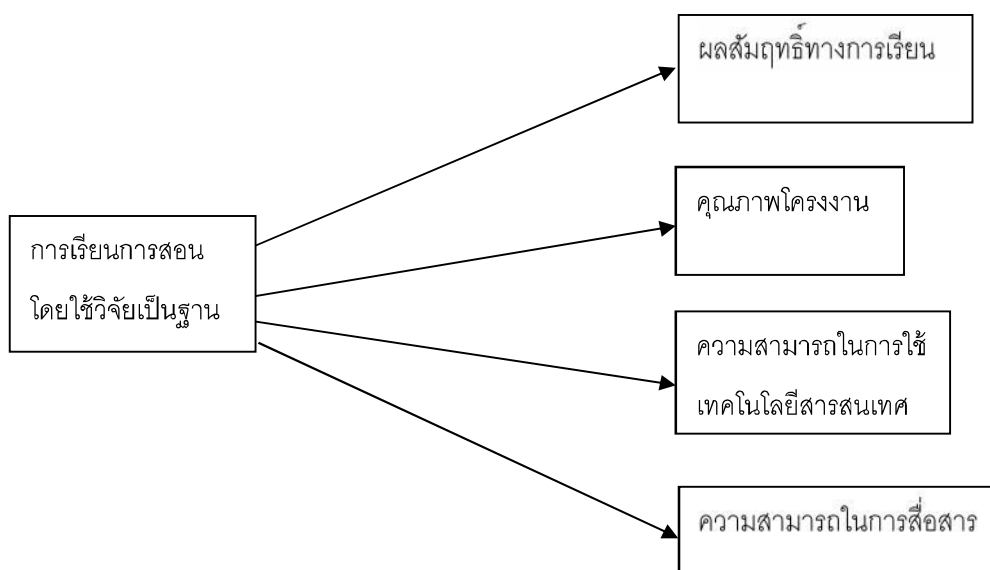 ผลสัมฤทธิ์ทางการเรียน
คุณภาพโครงงาน
การเรียนการสอน
โดยใช้วิจัยเป็นฐาน
ความสามารถในการใช้
เทคโนโลยีสารสนเทศ
ความสามารถในการสื่อสาร